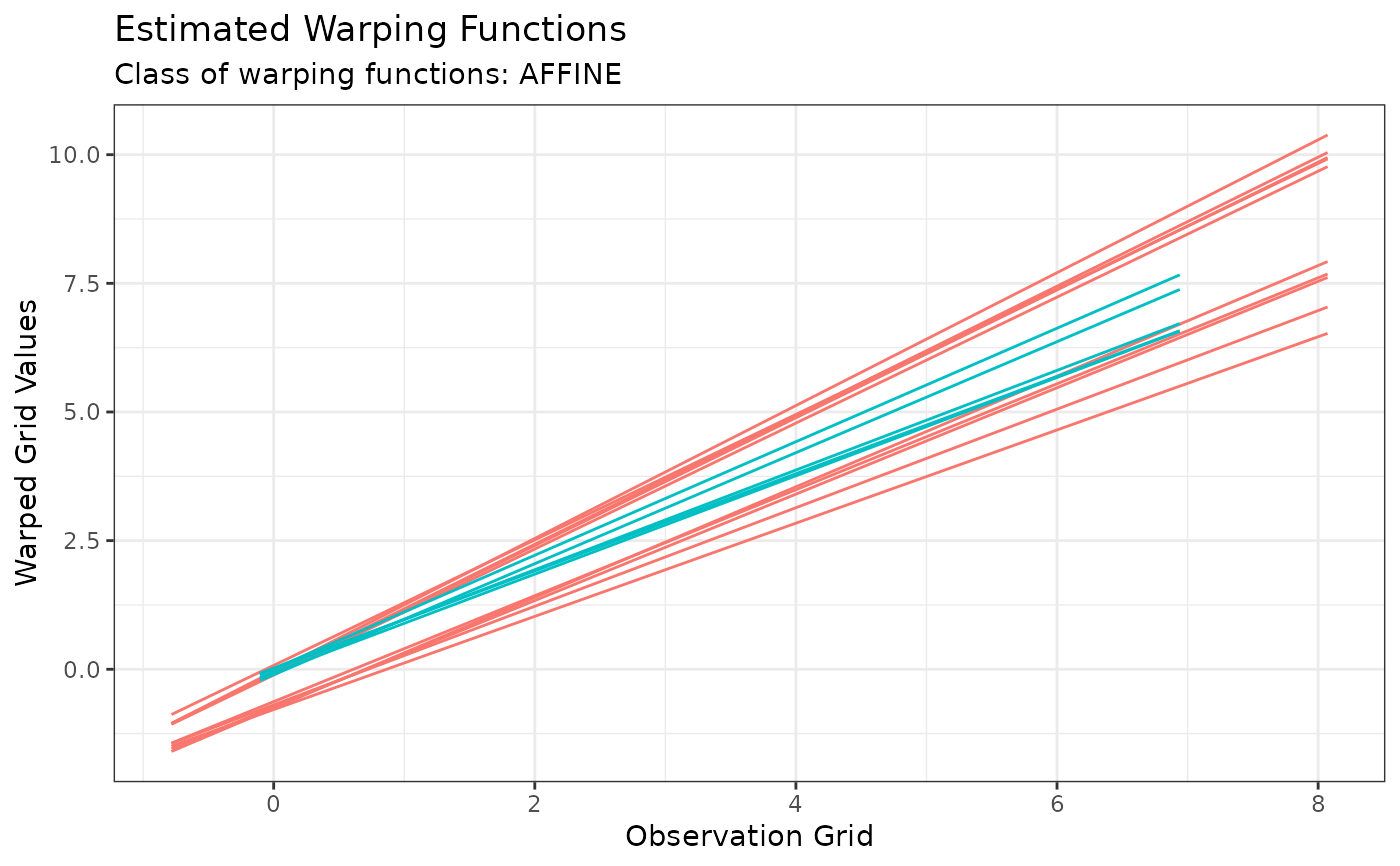 Estimated Warping Functions
Class of warping functions: AFFINE
Warped Grid Values
10.0
7.5
5.0
2.5
0.0
0 2 4 6 8
Observation Grid